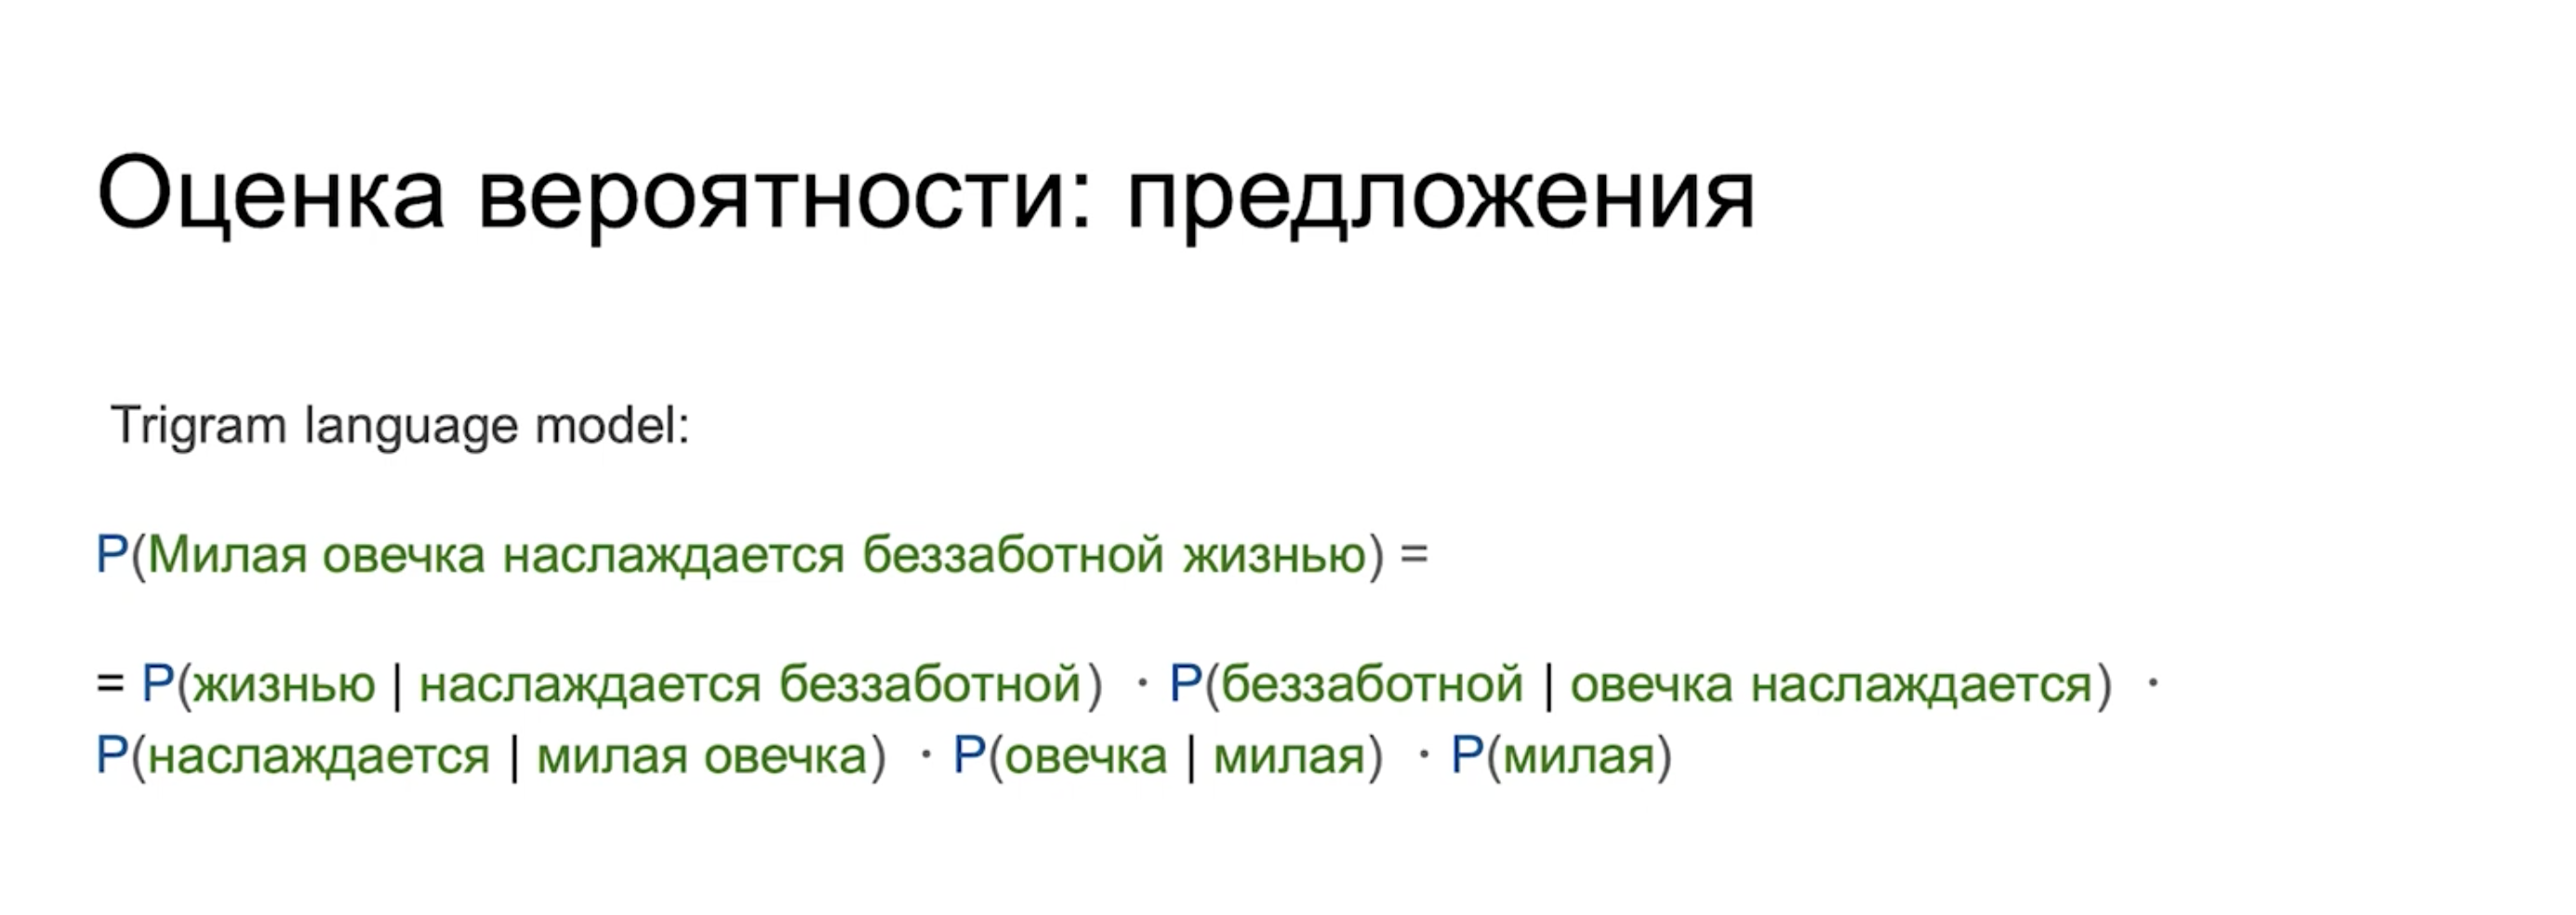 Оценка вероятности: предложения
Trigram language model:
P(Милая овечка наслаждается беззаботной жизнью) =
= P(жизнью | наслаждается беззаботной) · P(беззаботной | овечка наслаждается) ·
P(наслаждается | милая овечка) · P(овечка | милая) · P(милая)